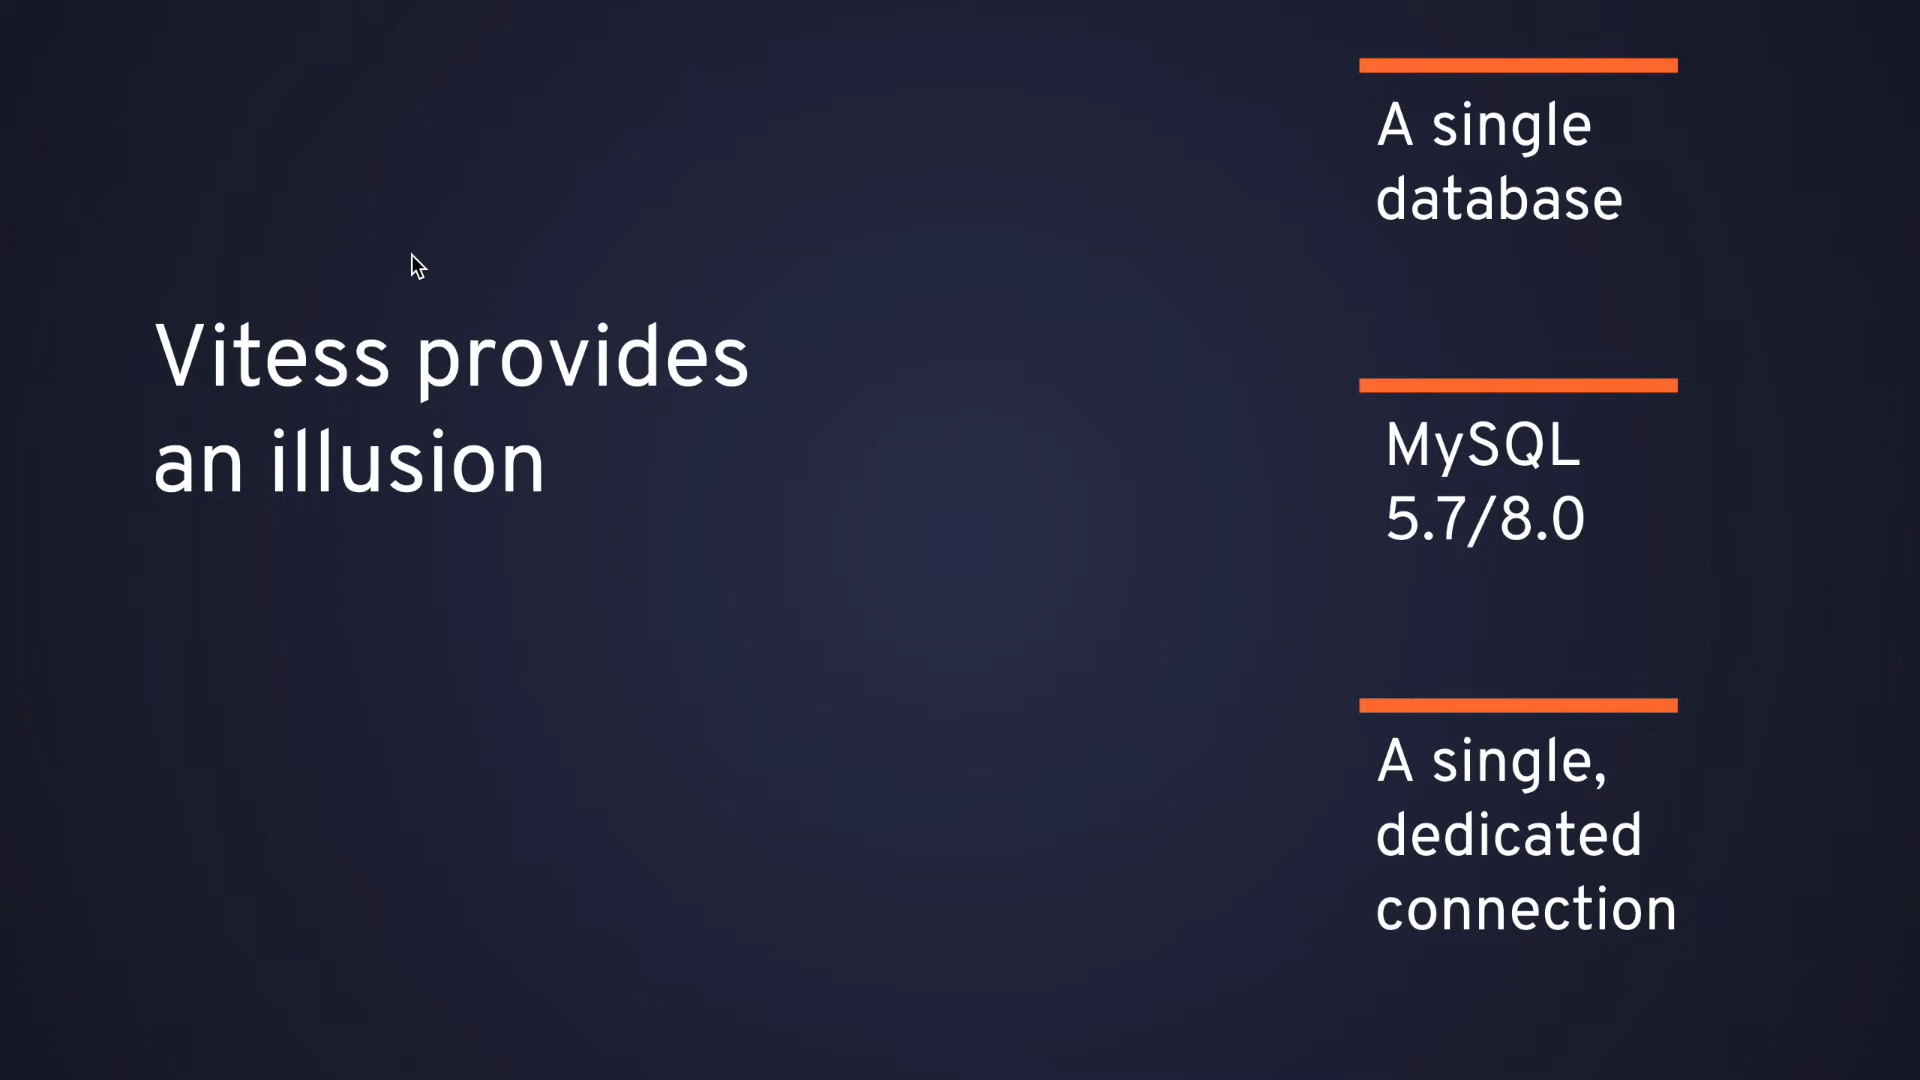 Vitess provides
an illusion
A single
database
MySQL
5.7/8.0
A single,
dedicated
connection